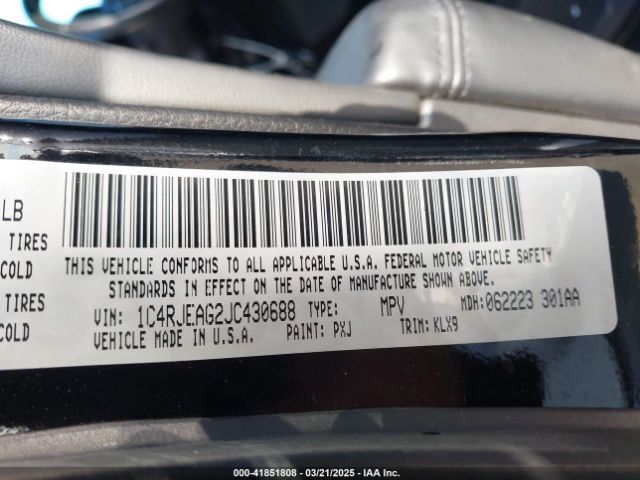 LB
TIRES
COLD
TIRES
COLD
THIS VEHICLE CONFORMS TO ALL APPLICABLE U.S.A. FEDERAL MOTOR VEHICLE SAFETY
STANDARDS IN EFFECT ON THE DATE OF MANUFACTURE SHOWN ABOVE.
VIN: 1C4RJEAG2JC430688 TYPE: MPV MDH: 062223 301AA
VEHICLE MADE IN U.S.A. PAINT: PXJ TRIM: KLX9
000-41851808 - 03/21/2025 - IAA Inc.